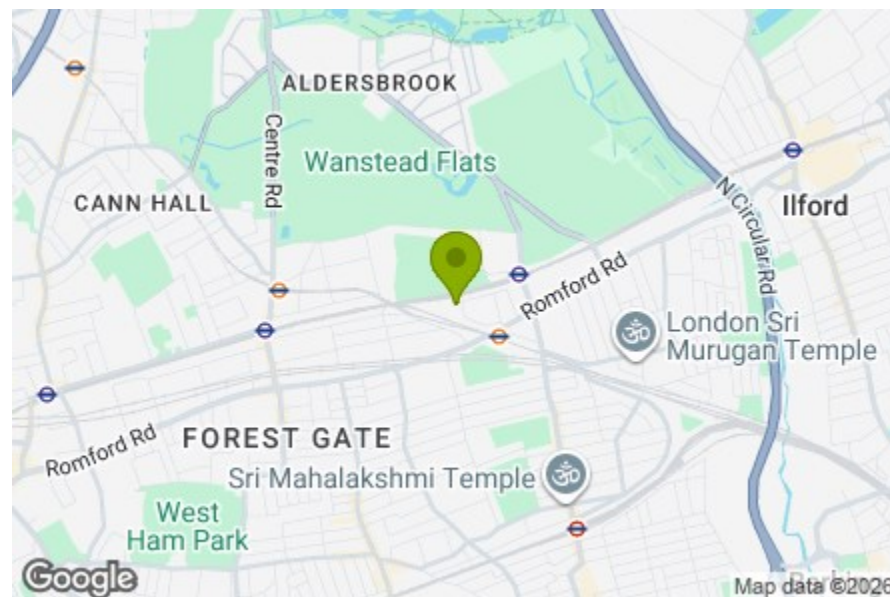 ALDERSBROOK
Centre Rd
Wanstead Flats
CANN HALL
N Circular Rd
Ilford
Romford Rd
London Sri
Murugan Temple
FOREST GATE
Romford Rd
Sri Mahalakshmi Temple
West
Ham Park
Google
Map data ©2026